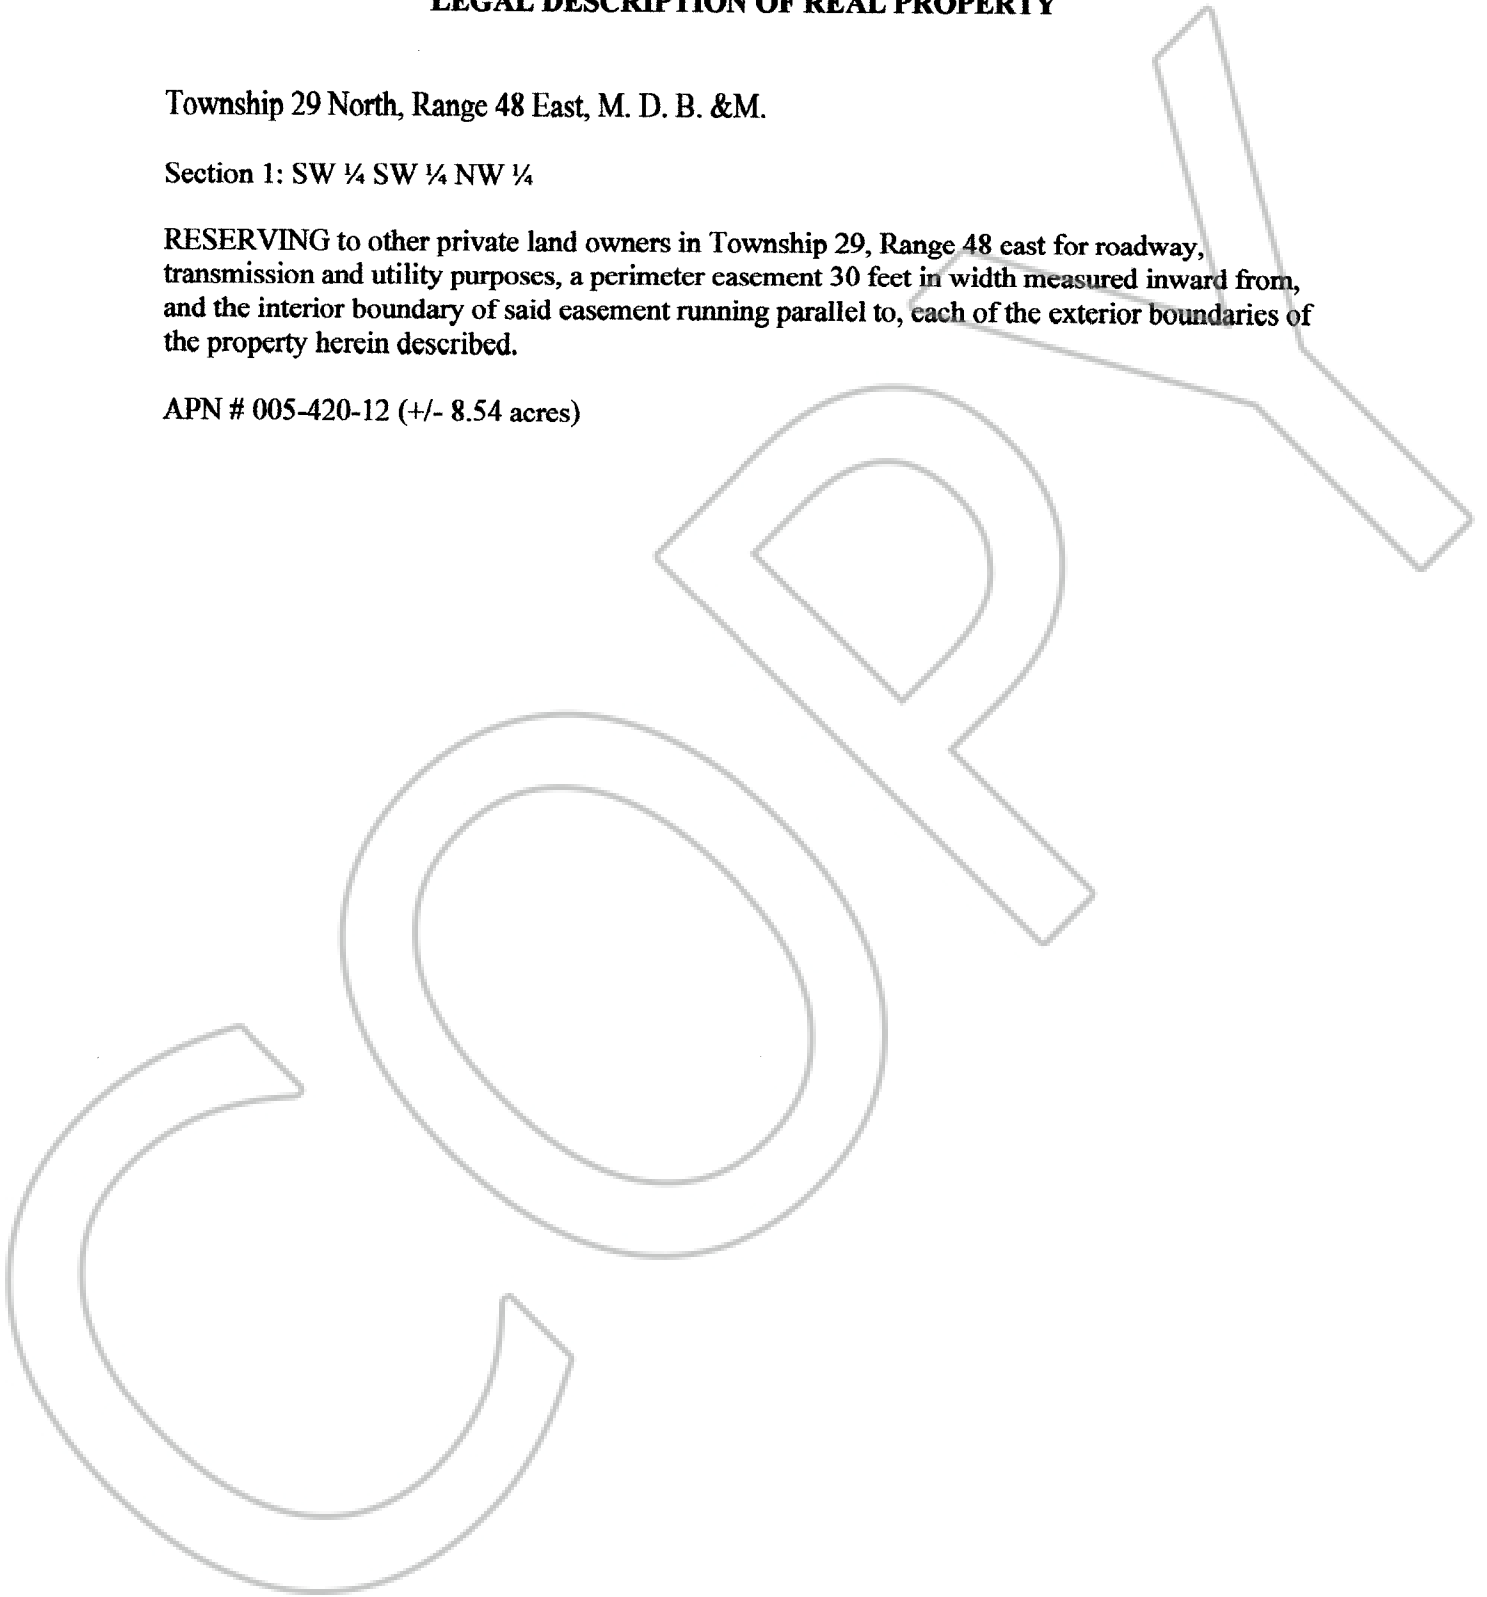 LEGAL DESCRIPTION OF REAL PROPERTY
Township 29 North, Range 48 East, M. D. B. &M.
Section 1: SW ¼ SW ¼ NW ¼
RESERVING to other private land owners in Township 29, Range 48 east for roadway,
transmission and utility purposes, a perimeter easement 30 feet in width measured inward from,
and the interior boundary of said easement running parallel to, each of the exterior boundaries of
the property herein described.
APN # 005-420-12 (+/- 8.54 acres)
COPY